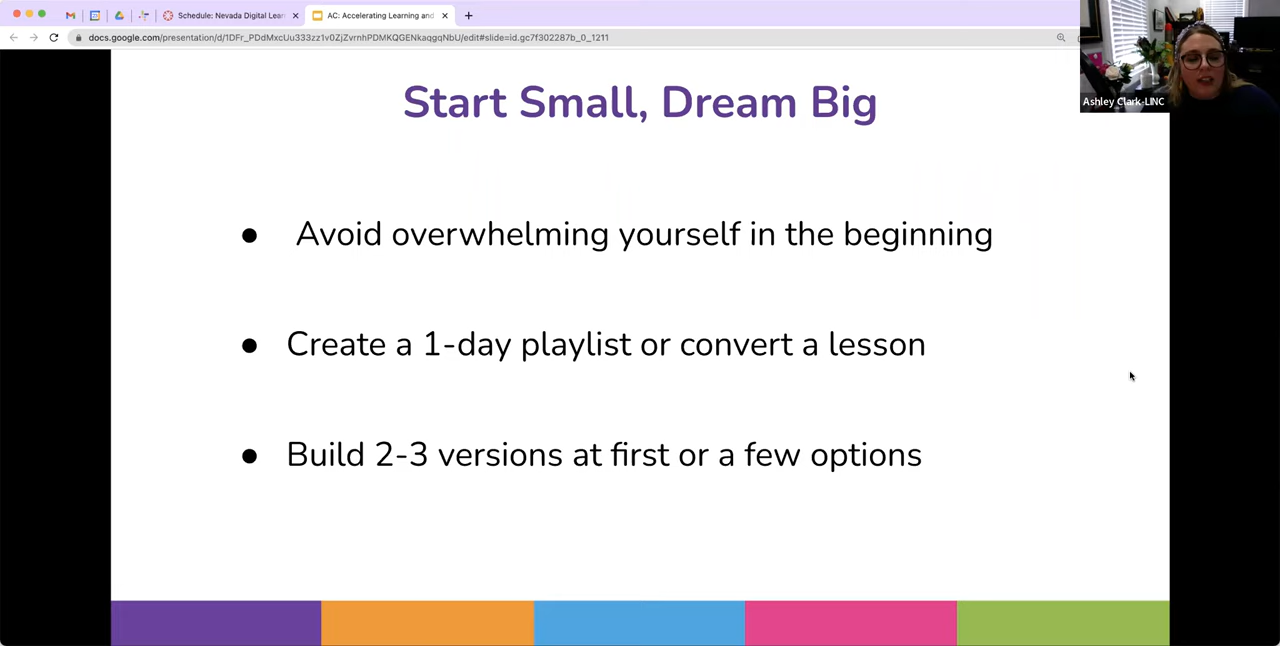 Schedule: Nevada Digital Lear
AC: Accelerating Learning and
docs.google.com/presentation/d/1DFr_PDdMxcUu333zz1v0ZjZvrnhPDMKQGENkaqgqNbU/edit#slide=id.gc7f302287b_0_1211
Ashley Clark-LINC
Start Small, Dream Big
● Avoid overwhelming yourself in the beginning
● Create a 1-day playlist or convert a lesson
● Build 2-3 versions at first or a few options